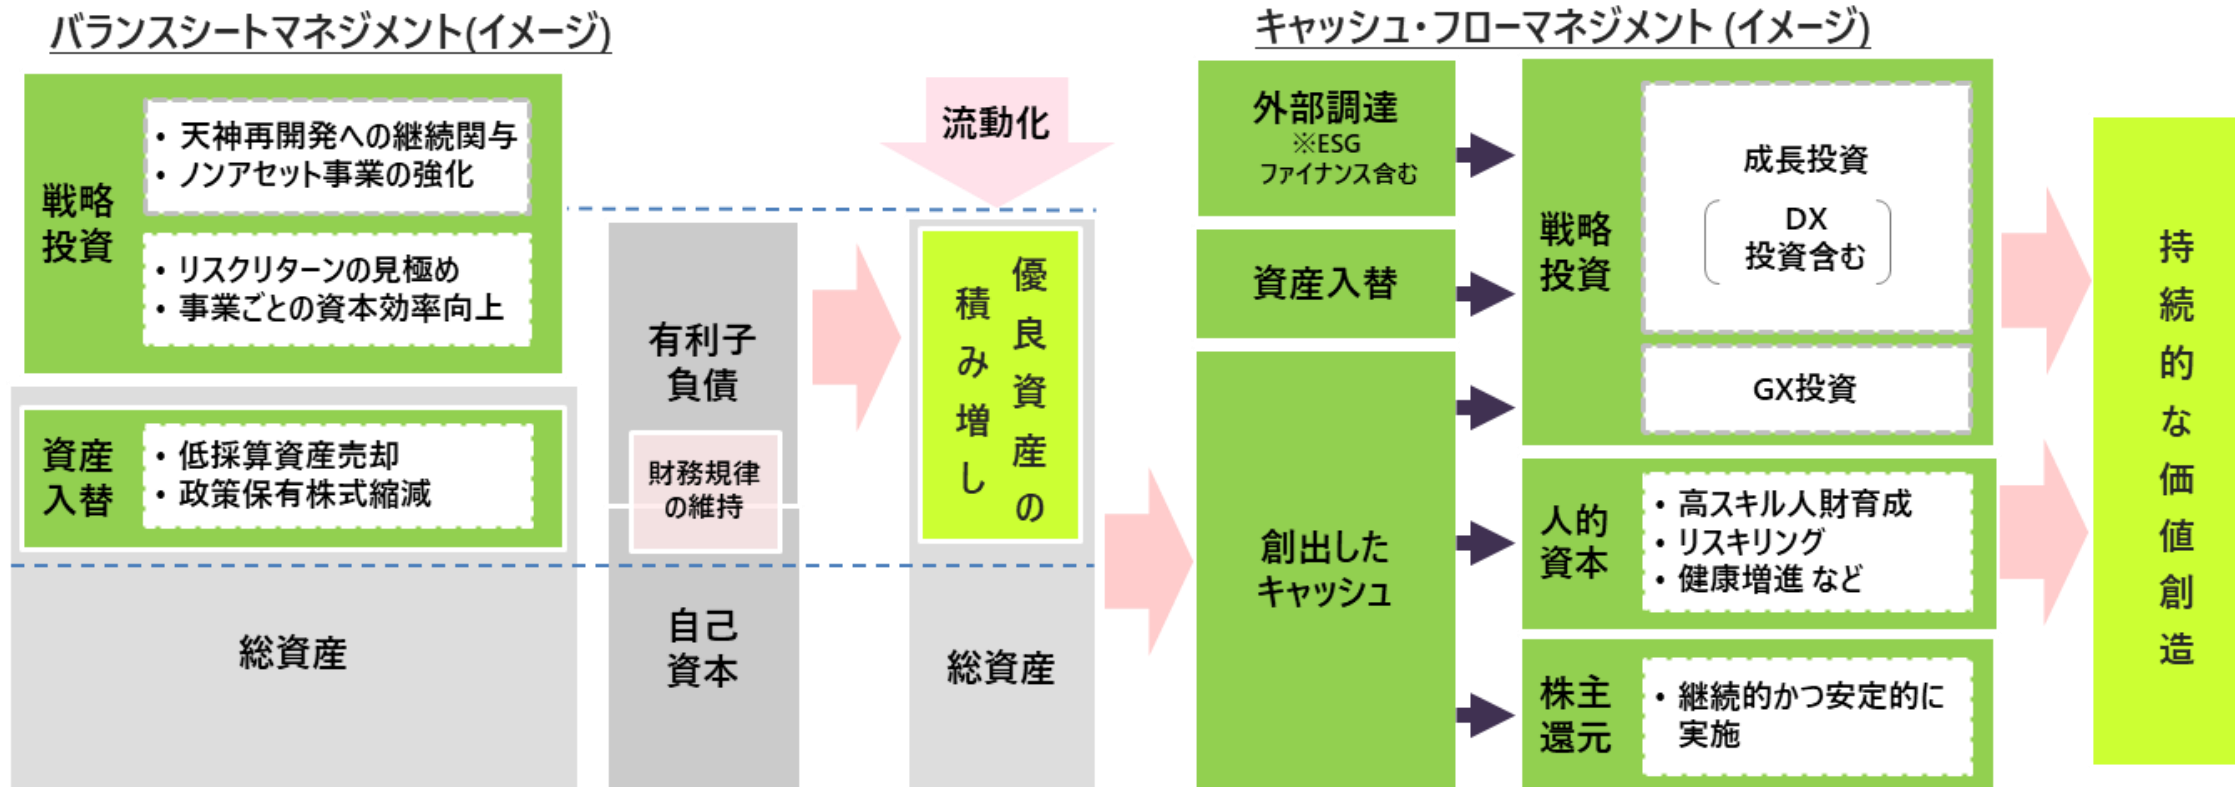 バランスシートマネジメント(イメージ)
戦略
投資
• 天神再開発への継続関与
• ノンアセット事業の強化
• リスクリターンの見極め
• 事業ごとの資本効率向上
資産
入替
• 低採算資産売却
• 政策保有株式縮減
総資産
有利子
負債
財務規律
の維持
自己
資本
流動化
優良資産の
積み増し
総資産
キャッシュ・フローマネジメント (イメージ)
外部調達
※ESG
ファイナンス含む
資産入替
創出した
キャッシュ
戦略
投資
成長投資
DX
投資含む
GX投資
人的
資本
• 高スキル人財育成
• リスキリング
• 健康増進 など
株主
還元
• 継続的かつ安定的に
実施
持続的な価値創造